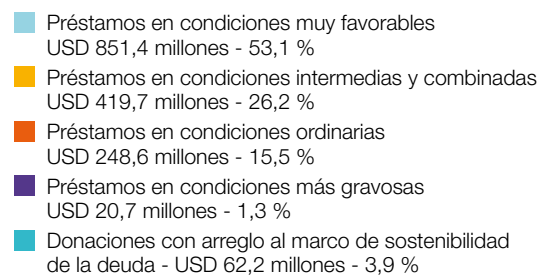 Préstamos en condiciones muy favorables
USD 851,4 millones - 53,1 %
Préstamos en condiciones intermedias y combinadas
USD 419,7 millones - 26,2 %
Préstamos en condiciones ordinarias
USD 248,6 millones - 15,5 %
Préstamos en condiciones más gravosas
USD 20,7 millones - 1,3 %
Donaciones con arreglo al marco de sostenibilidad
de la deuda - USD 62,2 millones - 3,9 %